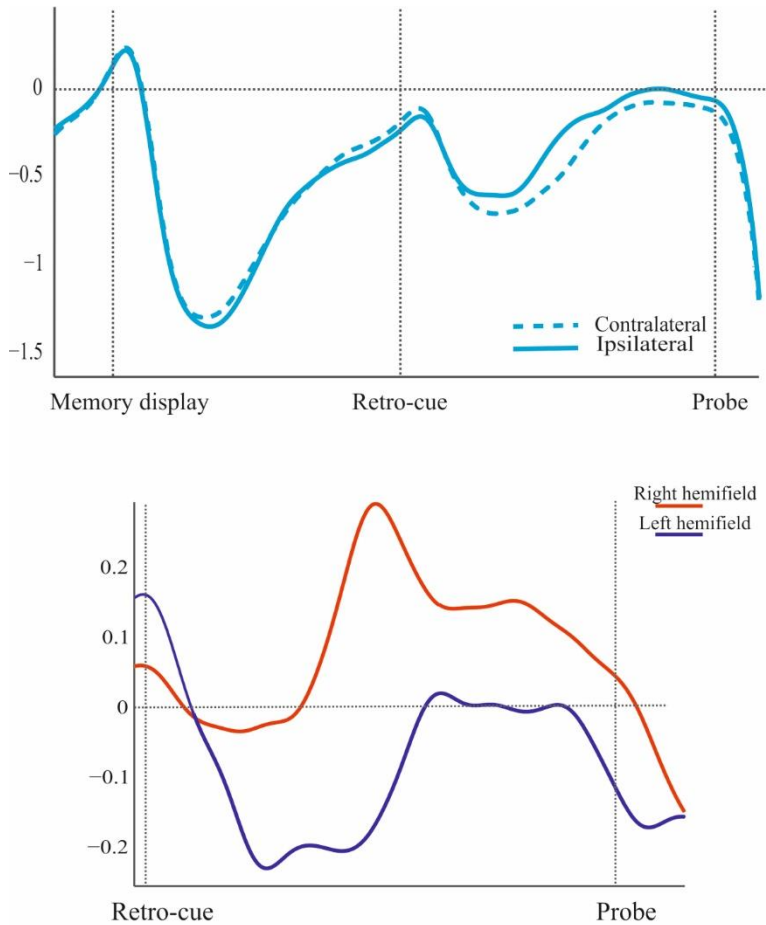 0
−0.5
−1
−1.5
Contralateral
Ipsilateral
Memory display Retro-cue Probe
Right hemifield
Left hemifield
0.2
0.1
0
−0.1
−0.2
Retro-cue Probe